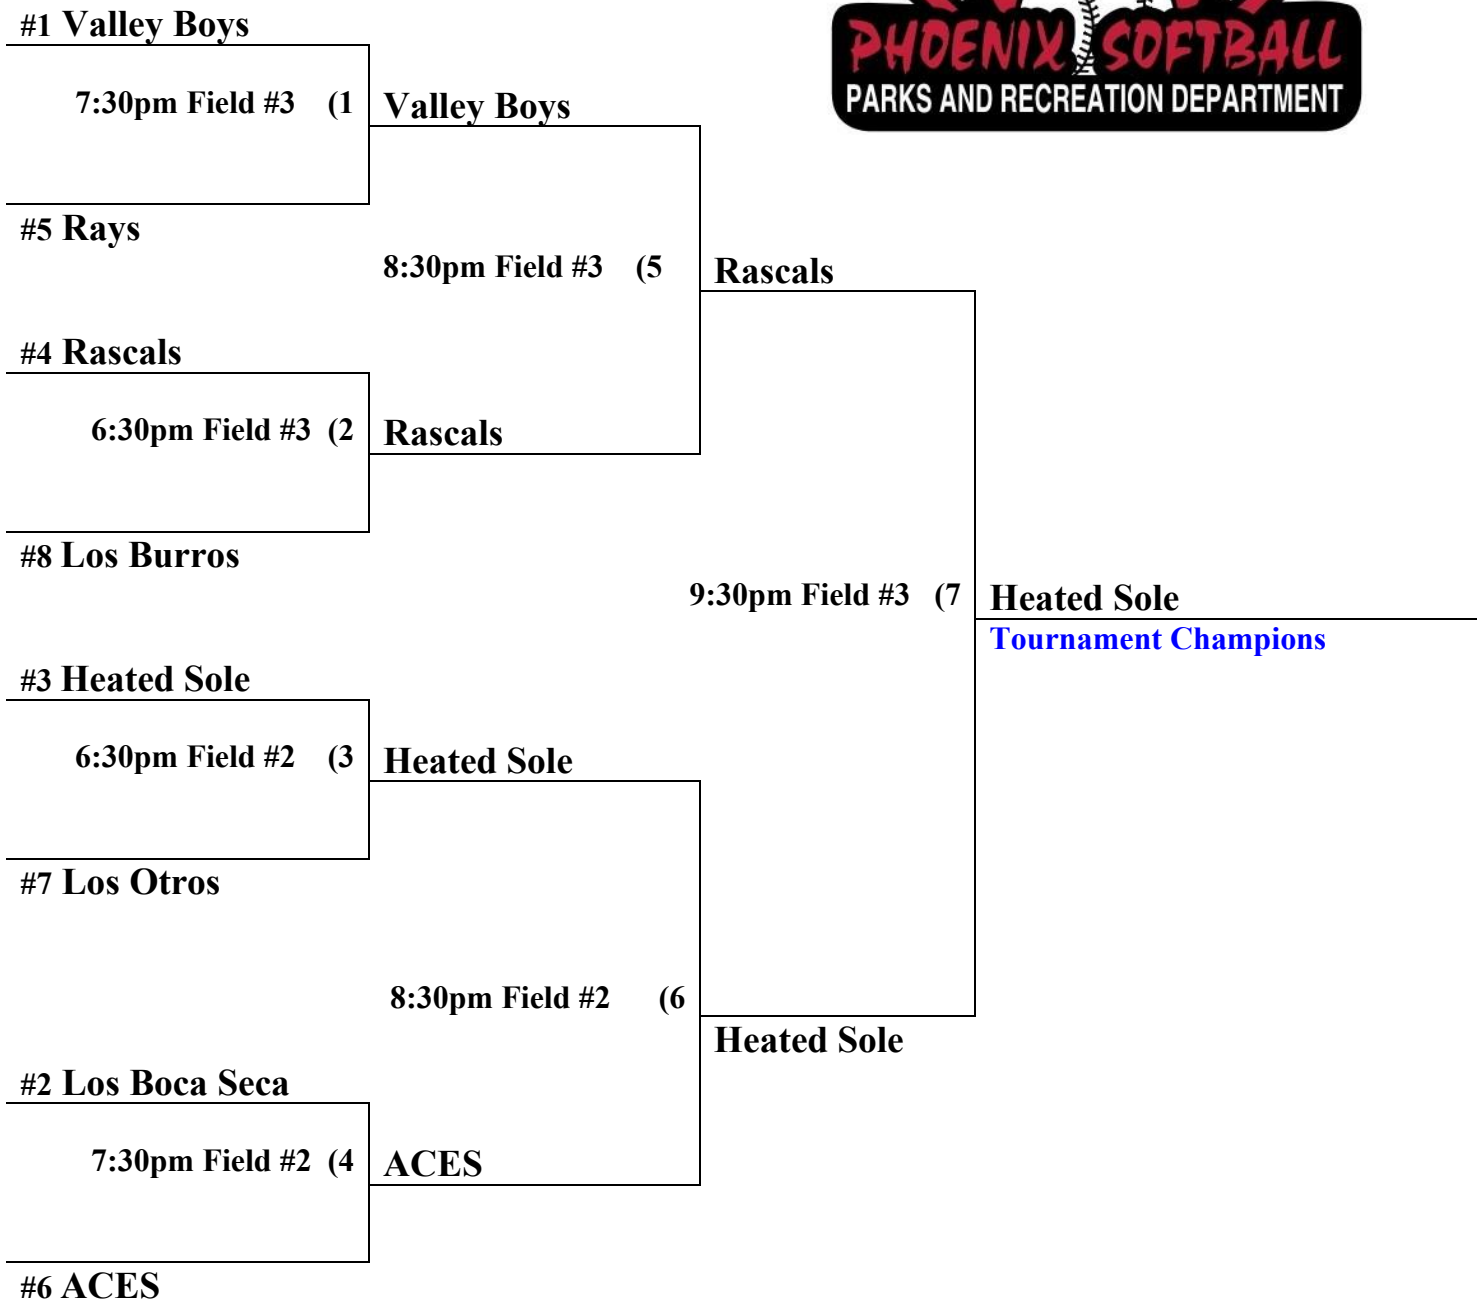 PHOENIX SOFTBALL
PARKS AND RECREATION DEPARTMENT
#1 Valley Boys
7:30pm Field #3 (1
Valley Boys
#5 Rays
8:30pm Field #3 (5
Rascals
#4 Rascals
6:30pm Field #3 (2
Rascals
#8 Los Burros
9:30pm Field #3 (7
Heated Sole
Tournament Champions
#3 Heated Sole
6:30pm Field #2 (3
Heated Sole
#7 Los Otros
8:30pm Field #2 (6
Heated Sole
#2 Los Boca Seca
7:30pm Field #2 (4
ACES
#6 ACES